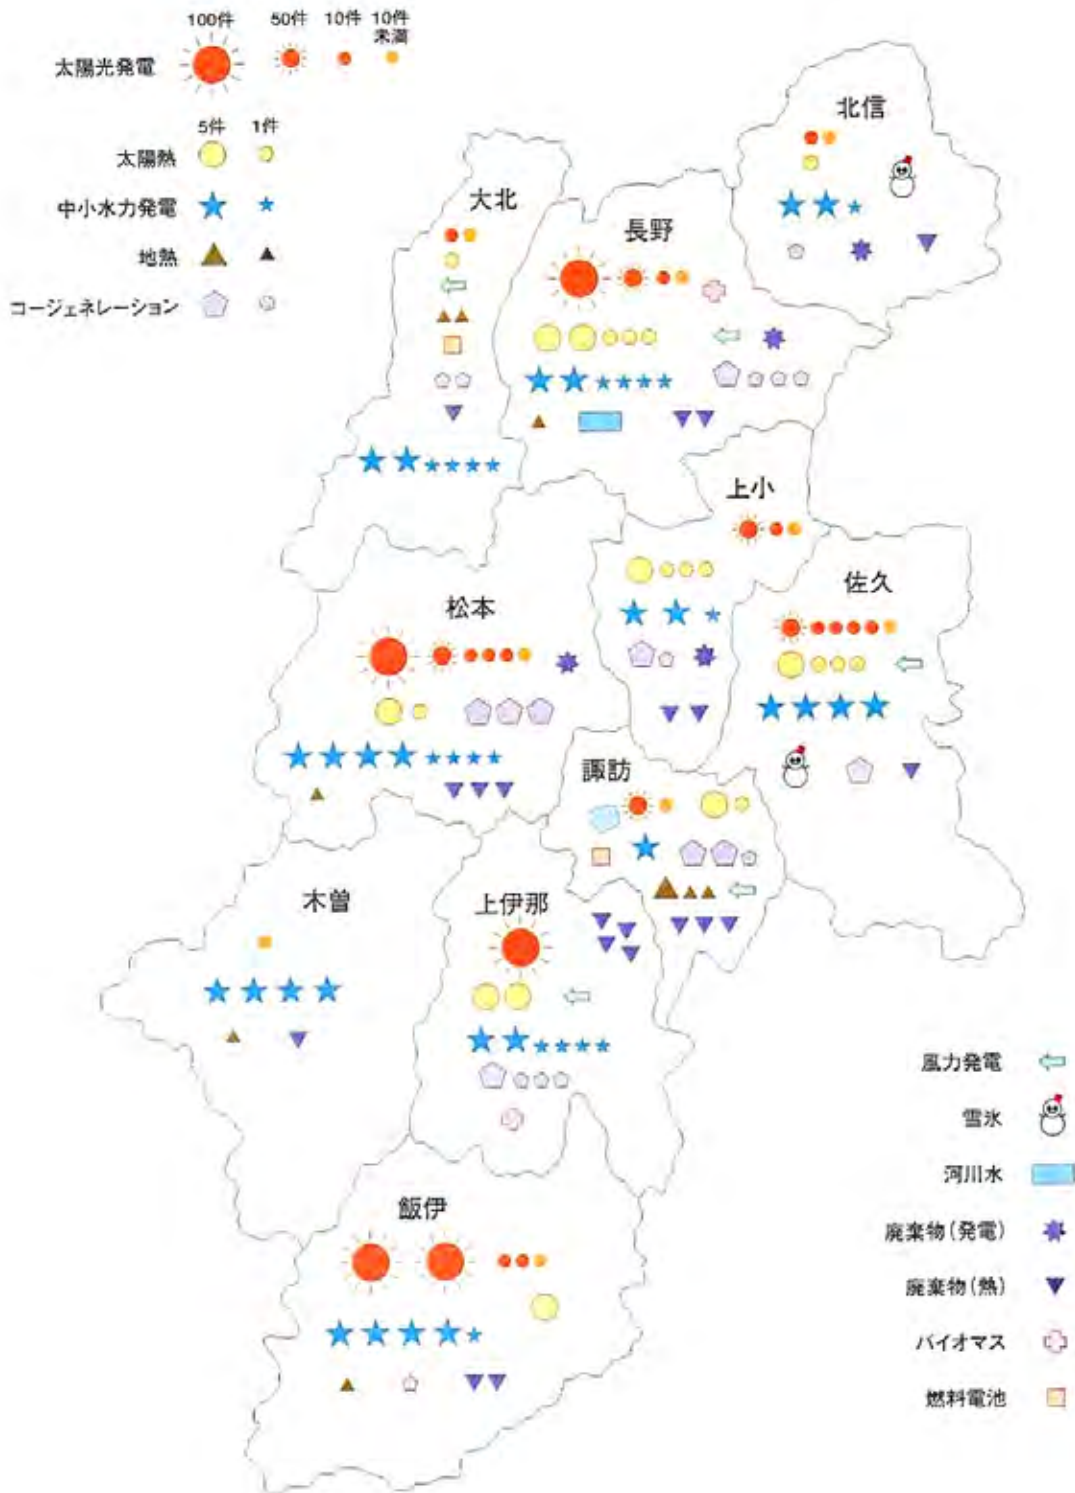 100件 50件 10件 10件
未満
太陽光発電
5件 1件
太陽熱
中小水力発電
地熱
コージェネレーション
北信
大北
長野
上小
佐久
松本
諏訪
木曽
上伊那
飯伊
風力発電
雪氷
河川水
廃棄物(発電)
廃棄物(熱)
バイオマス
燃料電池